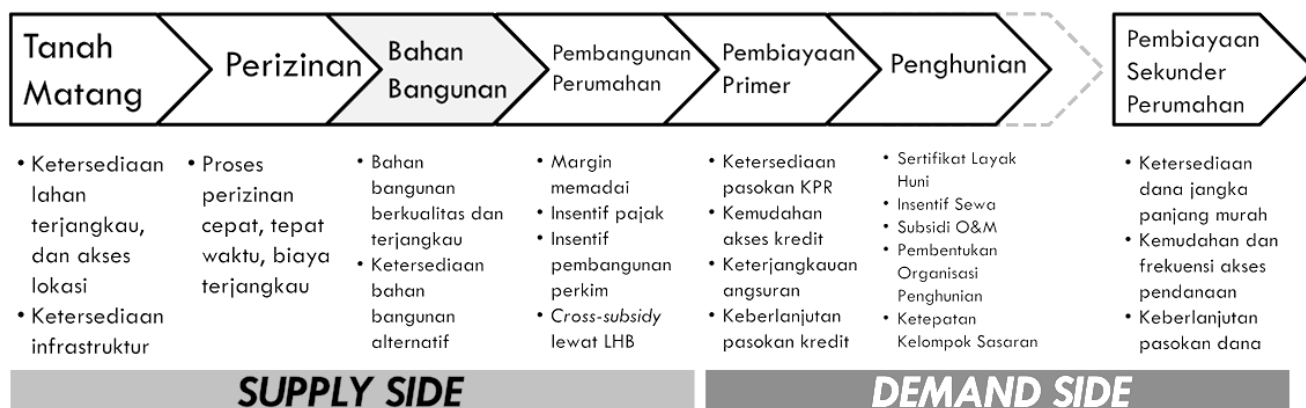 Tanah
Matang
Perizinan
Bahan
Bangunan
Pembangunan
Perumahan
Pembiayaan
Primer
Penghunian
Pembiayaan
Sekunder
Perumahan
• Ketersediaan
lahan
terjangkau,
dan akses
lokasi
• Ketersediaan
infrastruktur
• Proses
perizinan
cepat, tepat
waktu, biaya
terjangkau
• Bahan
bangunan
berkualitas dan
terjangkau
• Ketersediaan
bahan
bangunan
alternatif
• Margin
memadai
• Insentif pajak
• Insentif
pembangunan
perkim
• Cross-subsidy
lewat LHB
• Ketersediaan
pasokan KPR
• Kemudahan
akses kredit
• Keterjangkauan
angsuran
• Keberlanjutan
pasokan kredit
• Sertifikat Layak
Huni
• Insentif Sewa
• Subsidi O&M
• Pembentukan
Organisasi
Penghunian
• Ketepatan
Kelompok Sasaran
• Ketersediaan
dana jangka
panjang murah
• Kemudahan dan
frekuensi akses
pendanaan
• Keberlanjutan
pasokan dana
SUPPLY SIDE
DEMAND SIDE